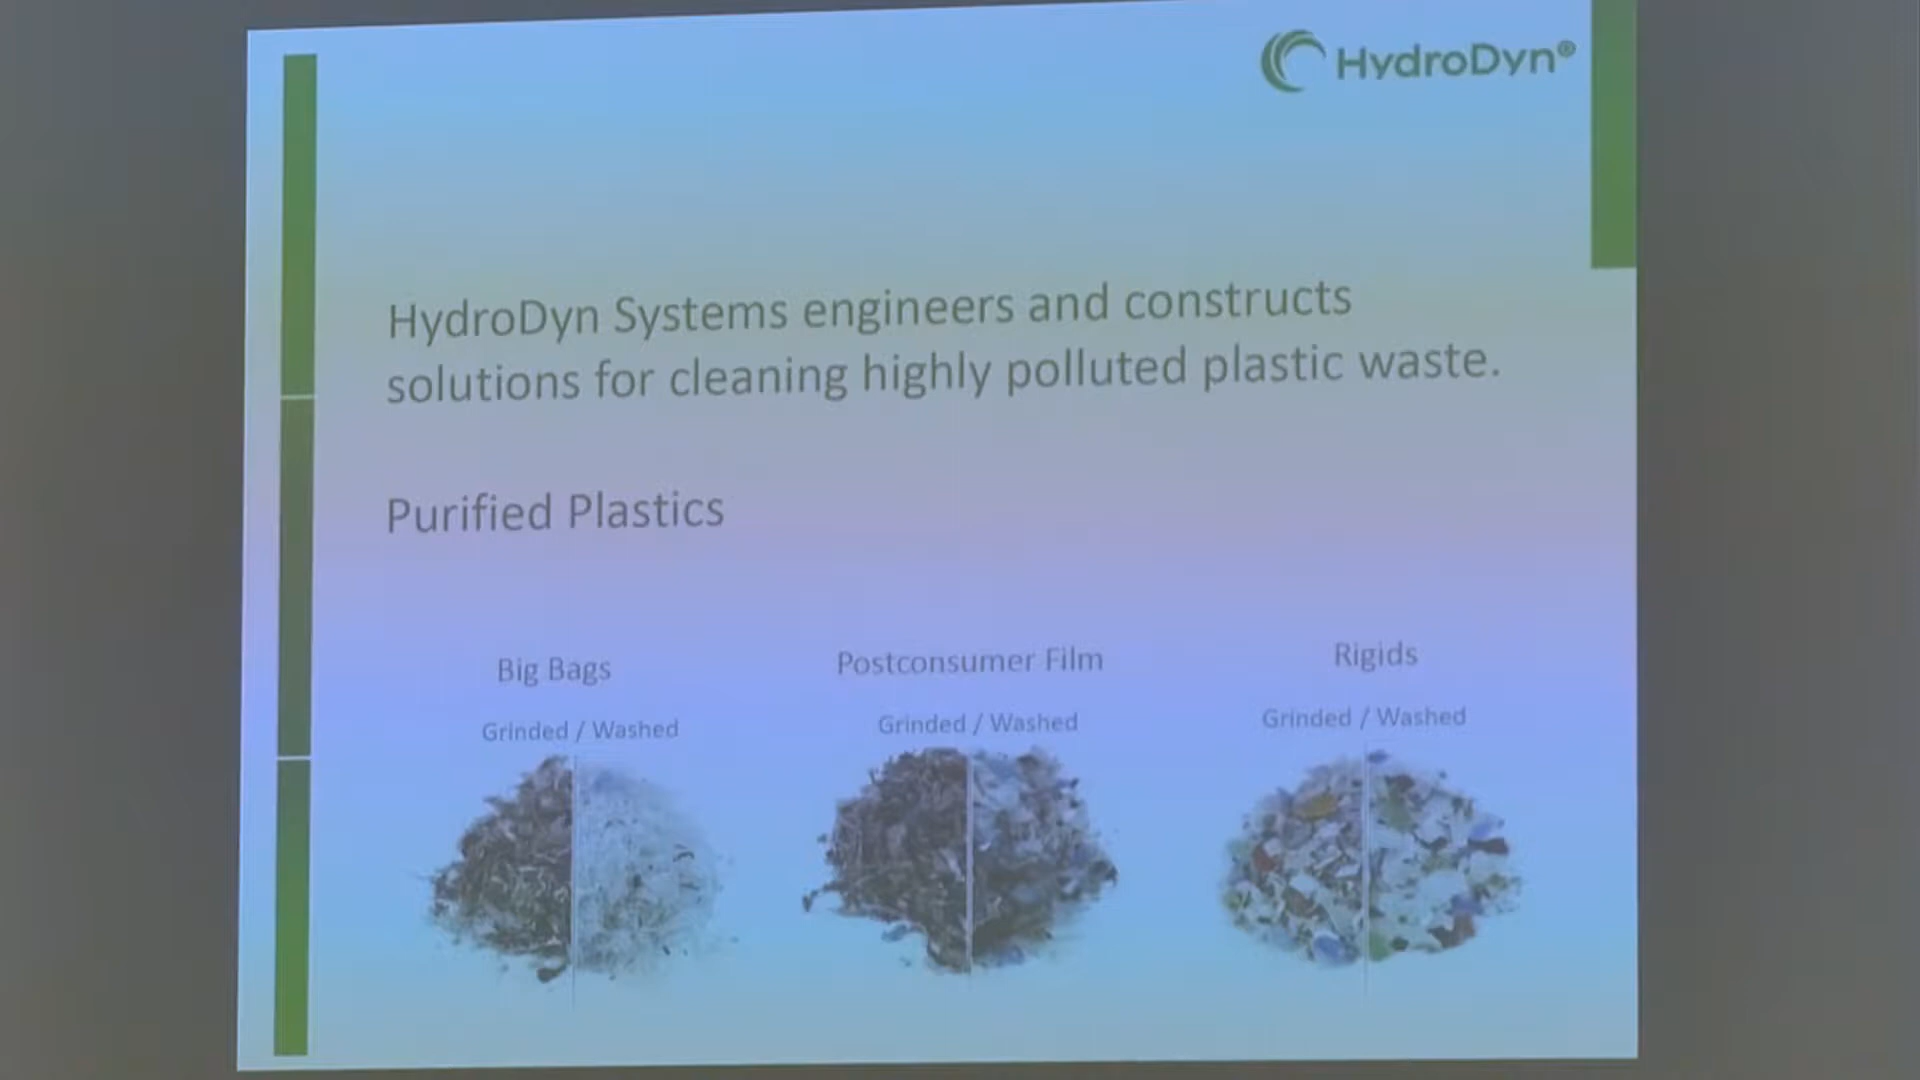 HydroDyn®
HydroDyn Systems engineers and constructs
solutions for cleaning highly polluted plastic waste.
Purified Plastics
Big Bags
Postconsumer Film
Rigids
Grinded / Washed
Grinded / Washed
Grinded / Washed